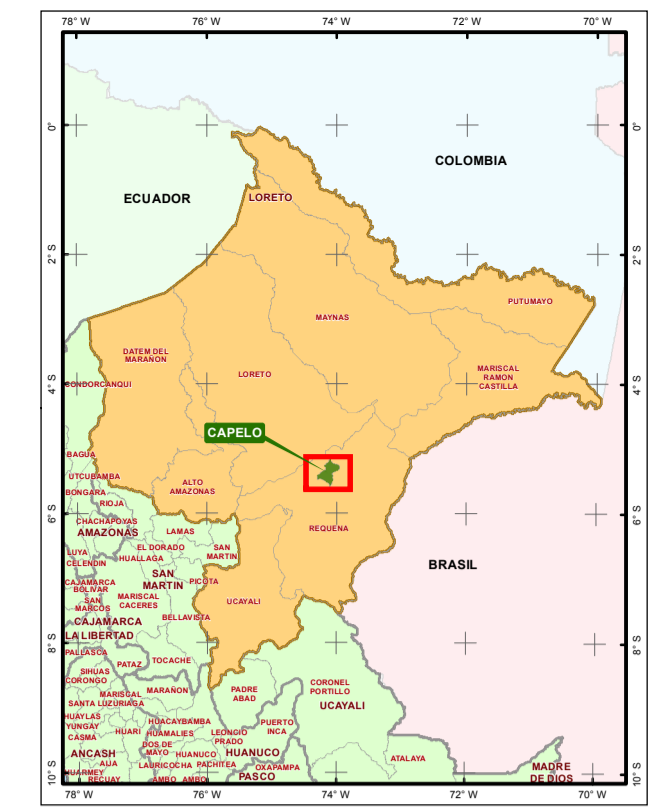 78° W 76° W 74° W 72° W 70° W
0° 0°
COLOMBIA
ECUADOR
LORETO
2° S 2° S
PUTUMAYO
MAYNAS
DATEM DEL
MARAÑON
LORETO
MARISCAL
RAMON
CASTILLA
4° S 4° S
CONDORCANQUI
CAPELO
BAGUA
UTCUBAMBA
ALTO
AMAZONAS
BONGARA
RIOJA
6° S 6° S
CHACHAPOYAS
AMAZONAS
LAMAS
REQUENA
LUYA
EL DORADO
SAN
MARTIN
CELENDIN
HUALLAGA
BRASIL
SAN
MARTIN
PICOTA
CAJAMARCA
BOLIVAR
SAN
MARCOS
MARISCAL
CACERES
UCAYALI
BELLAVISTA
CAJAMARCA
LA LIBERTAD
8° S 8° S
PALLASCA
PATAZ
TOCACHE
SIHUAS
CORONGO
MARISCAL
LUZURIAGA
MARAÑON
PADRE
ABAD
CORONEL
PORTILLO
SANTA
UCAYALI
HUAYLAS
YUNGAY
HUACAYBAMBA
PUERTO
INCA
CASMA
HUARI
HUAMALIES
LEONCIO
PRADO
DOS DE
MAYO
HUANUCO
HUANUCO
ANCASH
ATALAYA
AIJA
LAURICOCHA
PACHITEA
OXAPAMPA
MADRE
DE DIOS
HUARMEY
RECUAY
AMBO
AMBO
PASCO
10° S 10° S
78° W 76° W 74° W 72° W 70° W